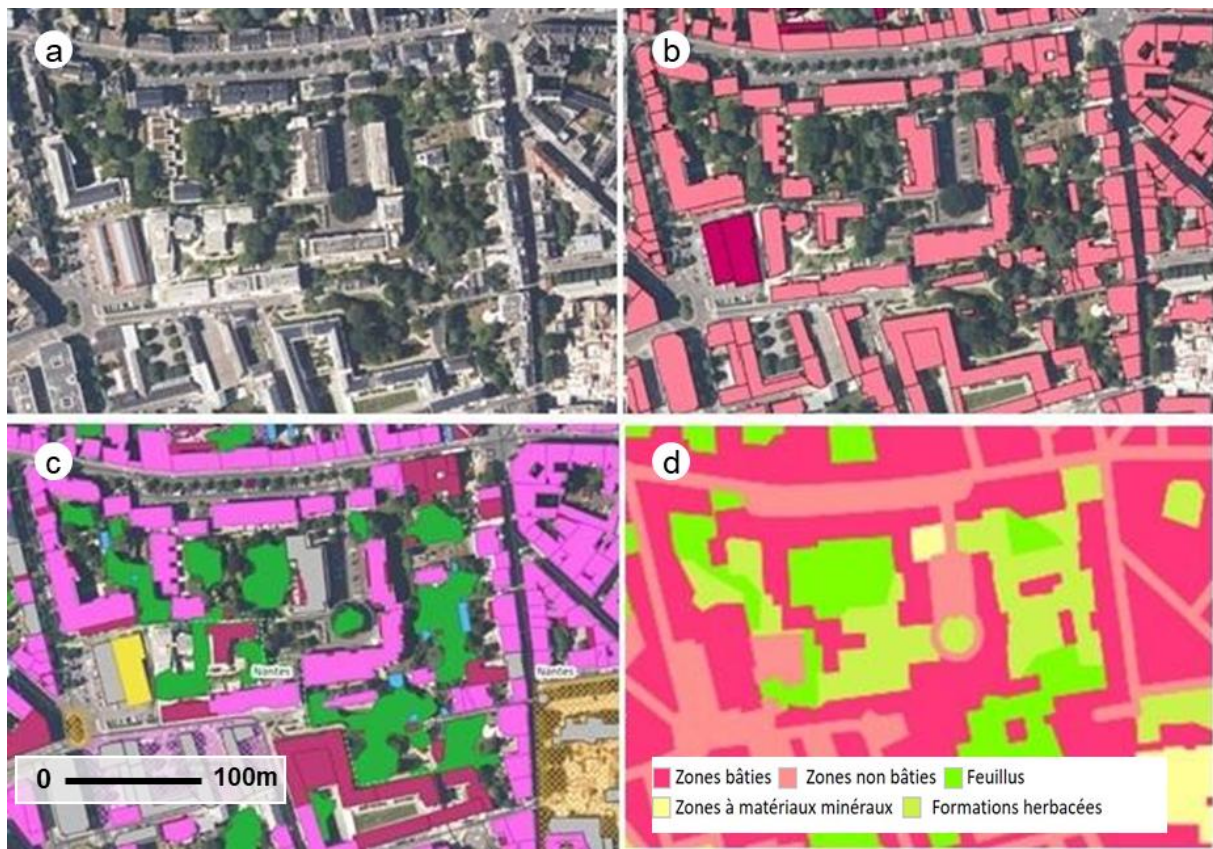 a
b
c
d
Nantes
Nantes
0 100m
Zones bâties Zones non bâties Feuillus
Zones à matériaux minéraux Formations herbacées